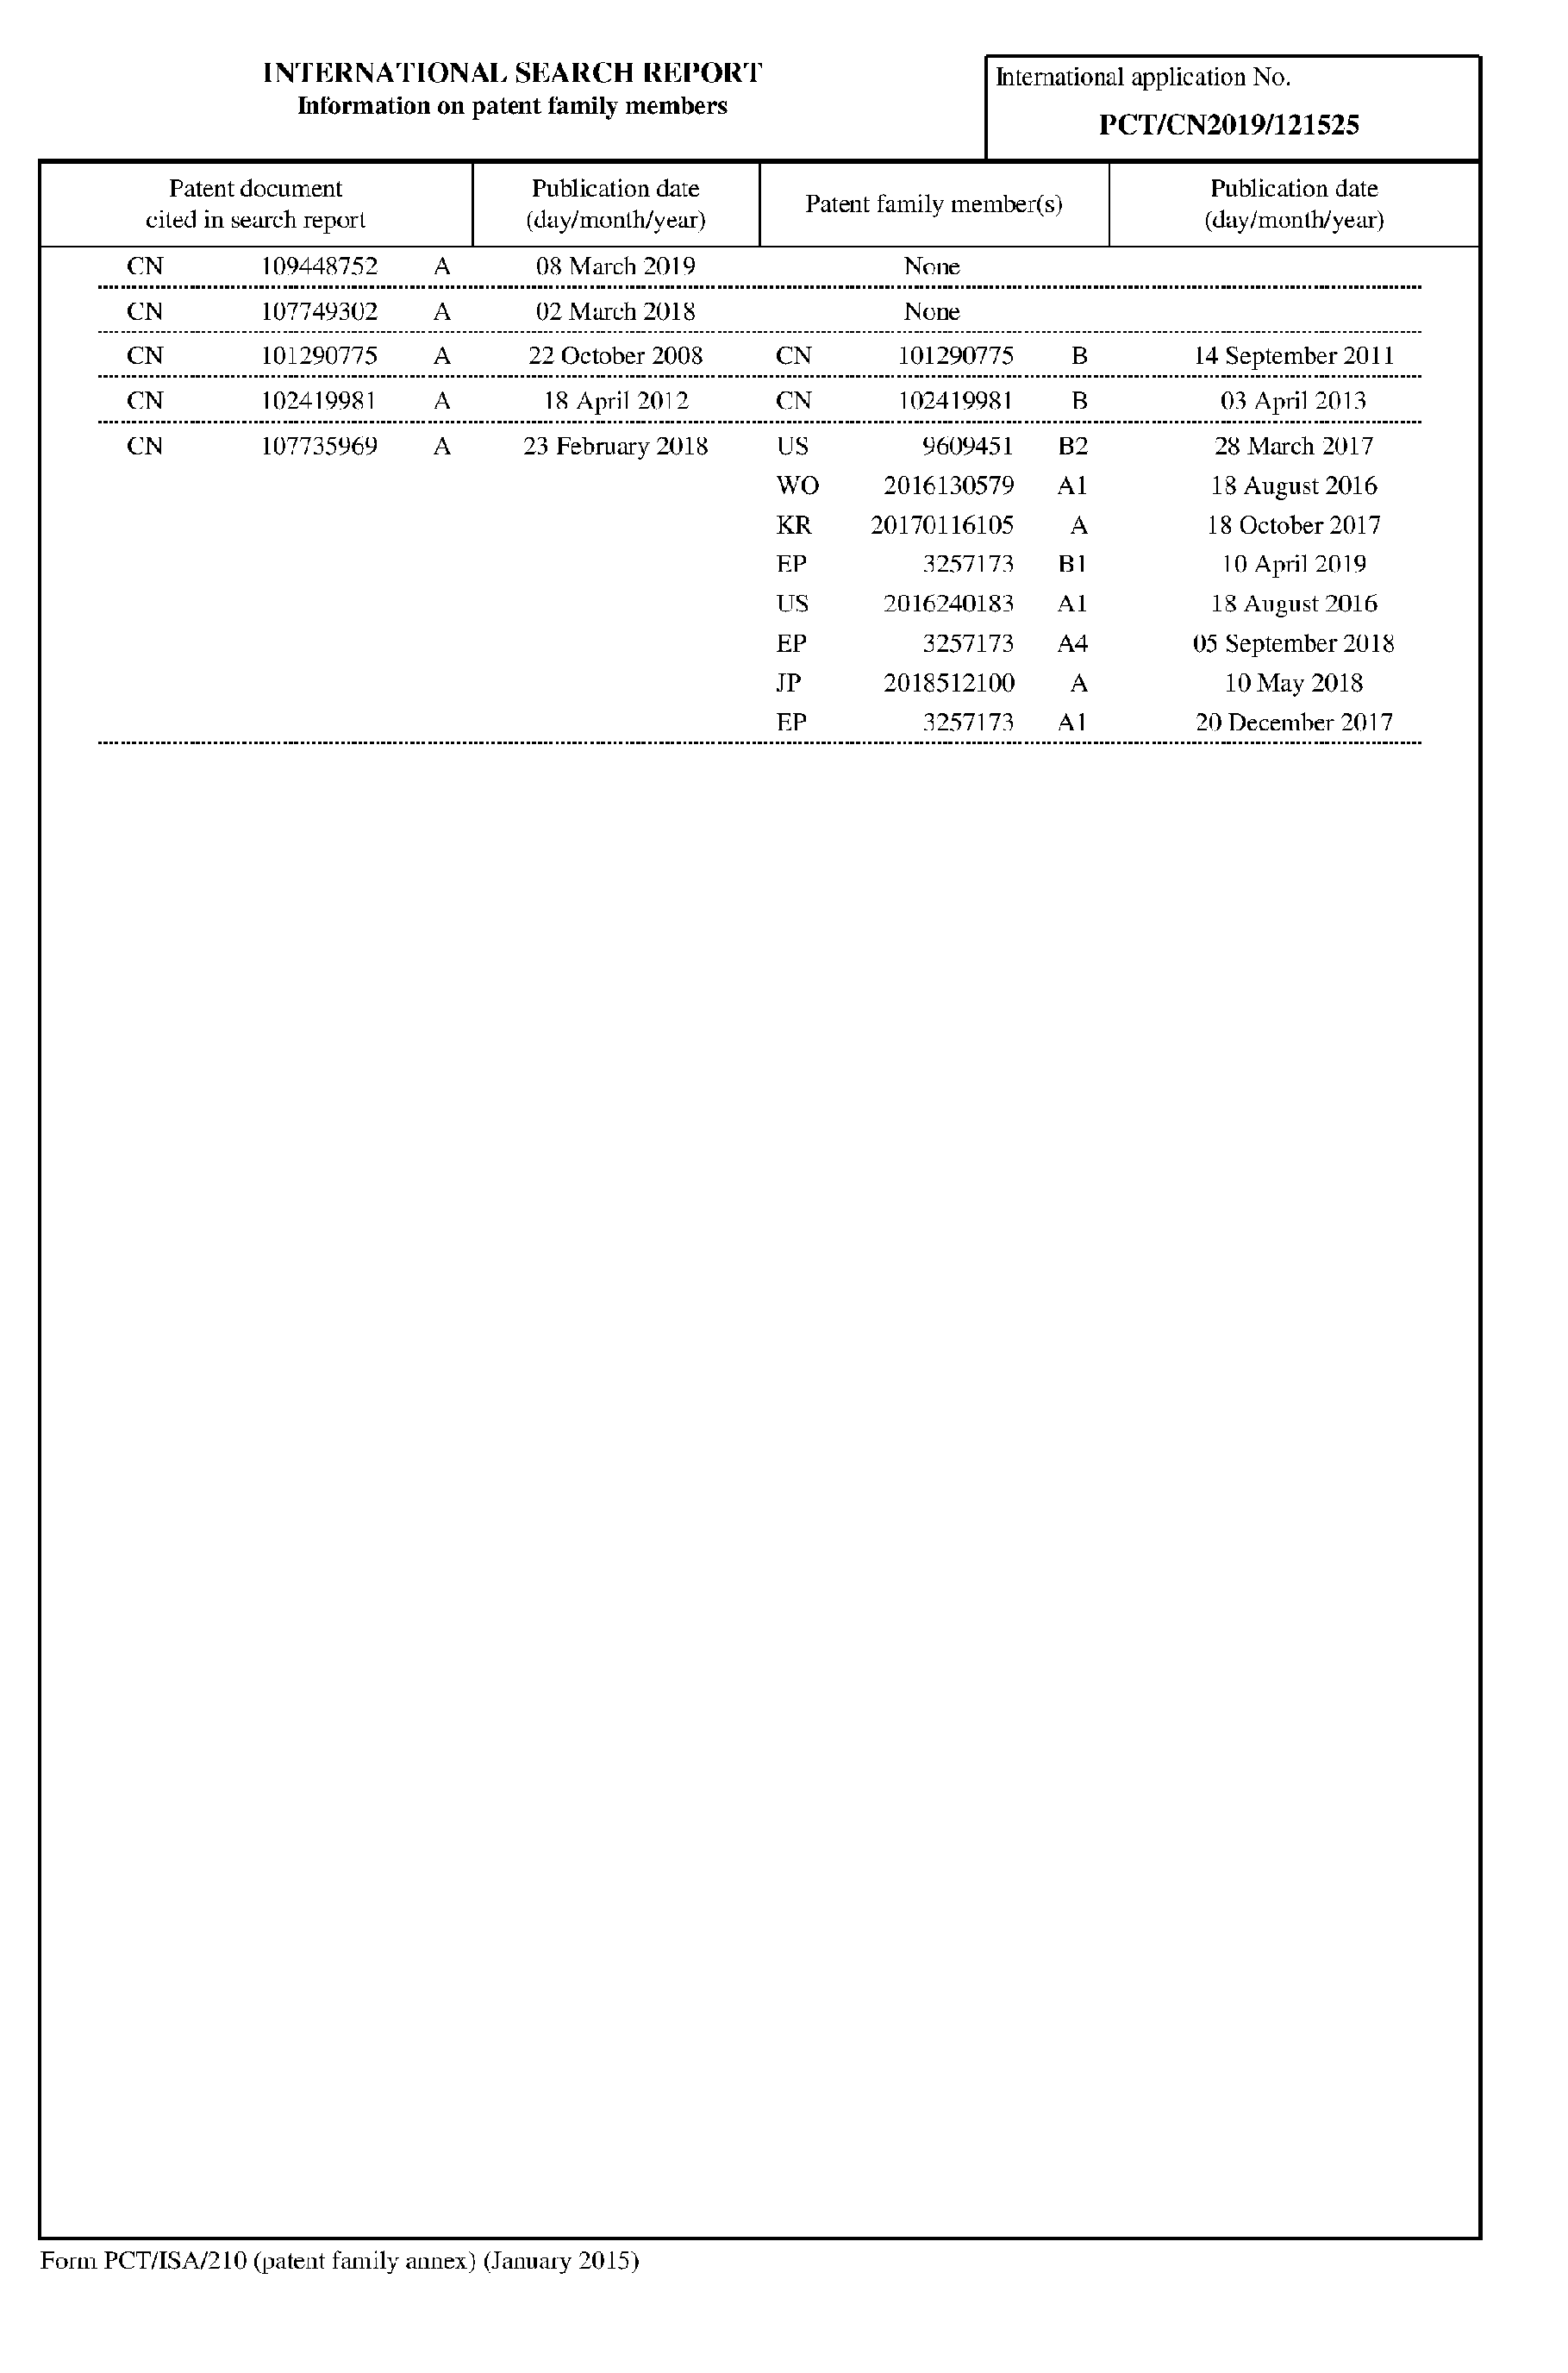 INTERNATIONAL SEARCH REPORT
Information on patent family members
International application No.
PCT/CN2019/121525
Patent document
cited in search report
Publication date
(day/month/year)
Patent family member(s)
Publication date
(day/month/year)
CN 109448752 A 08 March 2019 None
CN 107749302 A 02 March 2018 None
CN 101290775 A 22 October 2008 CN 101290775 B 14 September 2011
CN 102419981 A 18 April 2012 CN 102419981 B 03 April 2013
CN 107735969 A 23 February 2018 US 9609451 B2 28 March 2017
WO 2016130579 A1 18 August 2016
KR 20170116105 A 18 October 2017
EP 3257173 B1 10 April 2019
US 2016240183 A1 18 August 2016
EP 3257173 A4 05 September 2018
JP 2018512100 A 10 May 2018
EP 3257173 A1 20 December 2017
Form PCT/ISA/210 (patent family annex) (January 2015)